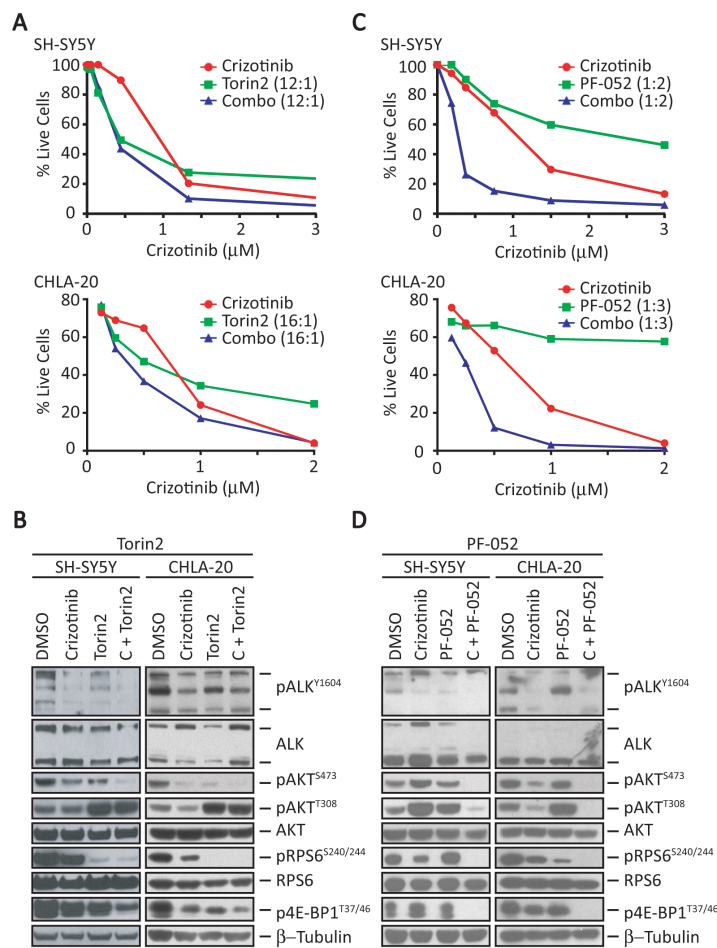 A
SH-SY5Y
100
80
60
40
20
0
% Live Cells
0 1 2 3
Crizotinib (μM)
Crizotinib
Torin2 (12:1)
Combo (12:1)
CHLA-20
80
60
40
20
0
% Live Cells
0 1 2
Crizotinib (μM)
Crizotinib
Torin2 (16:1)
Combo (16:1)
C
SH-SY5Y
100
80
60
40
20
0
% Live Cells
0 1 2 3
Crizotinib (μM)
Crizotinib
PF-052 (1:2)
Combo (1:2)
CHLA-20
80
60
40
20
0
% Live Cells
0 1 2
Crizotinib (μM)
Crizotinib
PF-052 (1:3)
Combo (1:3)
B
Torin2
SH-SY5Y CHLA-20
DMSO
Crizotinib
Torin2
C + Torin2
DMSO
Crizotinib
Torin2
C + Torin2
pALK^Y1604
ALK
pAKT^S473
pAKT^T308
AKT
pRPS6^S240/244
RPS6
p4E-BP1^T37/46
β–Tubulin
D
PF-052
SH-SY5Y CHLA-20
DMSO
Crizotinib
PF-052
C + PF-052
DMSO
Crizotinib
PF-052
C + PF-052
pALK^Y1604
ALK
pAKT^S473
pAKT^T308
AKT
pRPS6^S240/244
RPS6
p4E-BP1^T37/46
β–Tubulin